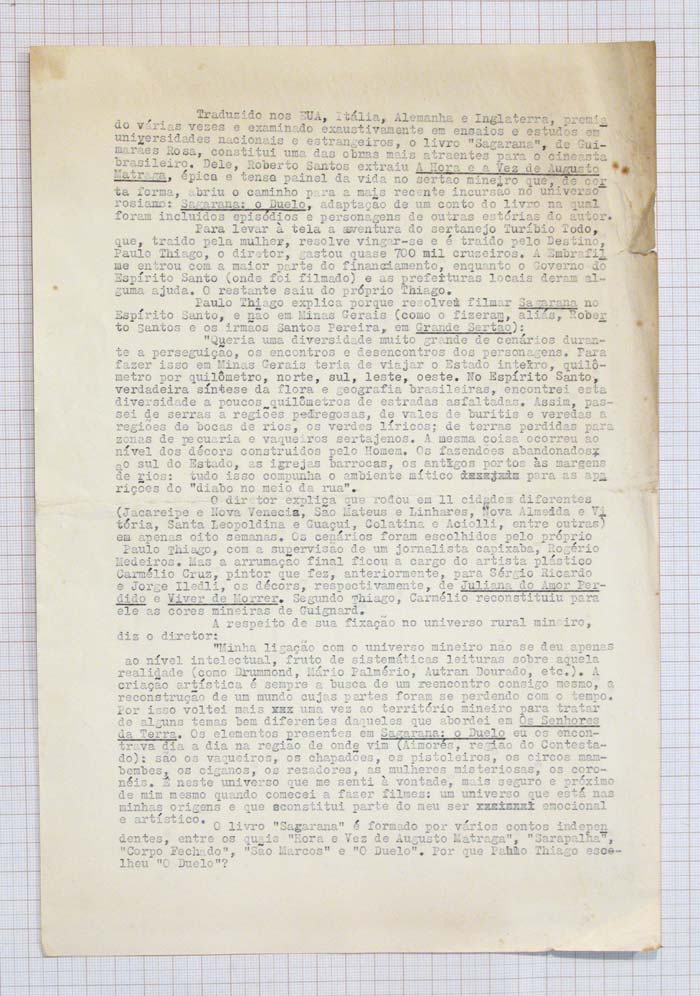 Traduzido nos EUA, Itália, Alemanha e Inglaterra, premia
do várias vezes e examinado exaustivamente em ensaios e estudos em
universidades nacionais e estrangeiros, o livro "Sagarana", de Gui-
marães Rosa, constitui uma das obras mais atraentes para o cineasta
brasileiro. Dele, Roberto Santos extraiu A Hora e a Vez de Augusto
Matraga, épica e tensa painel da vida no sertão mineiro que, de cer
ta forma, abriu o caminho para a mais recente incursão no universo
rosiano: Sagarana: o Duelo, adaptação de um conto do livro na qual
foram incluídos episódios e personagens de outras estórias do autor.
Para levar à tela a aventura do sertanejo Turíbio Todo,
que, traido pela mulher, resolve vingar-se e é traido pelo Destino,
Paulo Thiago, o diretor, gastou quase 700 mil cruzeiros. A Embrafil
me entrou com a maior parte do financiamento, enquanto o Governo do
Espírito Santo (onde foi filmado) e as prefeituras locais deram al-
guma ajuda. O restante saiu do próprio Thiago.
Paulo Thiago explica porque resolveu filmar Sagarana no
Espírito Santo, e não em Minas Gerais (como o fizeram, aliás, Rober
to Santos e os irmãos Santos Pereira, em Grande Sertão):
"Queria uma diversidade muito grande de cenários duran-
te a perseguição, os encontros e desencontros dos personagens. Para
fazer isso em Minas Gerais teria de viajar o Estado inteiro, quilô-
metro por quilômetro, norte, sul, leste, oeste. No Espírito Santo,
verdadeira síntese da flora e geografia brasileiras, encontrei esta
diversidade a poucos quilômetros de estradas asfaltadas. Assim, pas-
sei de serras a regiões pedregosas, de vales de buritis e veredas a
regiões de bocas de rios, os verdes líricos; de terras perdidas para
zonas de pecuaria e vaqueiros sertajenos. A mesma coisa ocorreu ao
nível dos décors construidos pelo Homem. Os fazendões abandonados
ao sul do Estado, as igrejas barrocas, os antigos portos às margens
de rios: tudo isso compunha o ambiente mítico para as apa
rições do "diabo no meio da rua".
O diretor explica que rodou em 11 cidades diferentes
(Jacareipe e Nova Venecia, São Mateus e Linhares, Nova Almeida e Vi
tória, Santa Leopoldina e Guaçui, Colatina e Aciolli, entre outras)
em apenas oito semanas. Os cenários foram escolhidos pelo próprio
Paulo Thiago, com a supervisão de um jornalista capixaba, Rogério
Medeiros. Mas a arrumação final ficou a cargo do artista plástico
Carmélio Cruz, pintor que fez, anteriormente, para Sérgio Ricardo
e Jorge Iledli, os décors, respectivamente, de Juliana do Amor Per-
dido e Viver de Morrer. Segundo Thiago, Carmélio reconstituiu para
ele as cores mineiras de Guignard.
A respeito de sua fixação no universo rural mineiro,
diz o diretor:
"Minha ligação com o universo mineiro não se deu apenas
ao nível intelectual, fruto de sistemáticas leituras sobre aquela
realidade (como Drummond, Mário Palmério, Autran Dourado, etc.). A
criação artística é sempre a busca de um reencontro consigo mesmo, a
reconstrução de um mundo cujas partes foram se perdendo com o tempo.
Por isso voltei mais xxx uma vez ao território mineiro para tratar
de alguns temas bem diferentes daqueles que abordei em Os Senhores
da Terra. Os elementos presentes em Sagarana: o Duelo eu os encon-
trava dia a dia na região de onde vim (Aimorés, região do Contesta-
do): são os vaqueiros, os chapadões, os pistoleiros, os circos mam-
bembes, os ciganos, os rezadores, as mulheres misteriosas, os coro-
néis. É neste universo que me senti à vontade, mais seguro e próximo
de mim mesmo quando comecei a fazer filmes: um universo que está nas
minhas origens e que constitui parte do meu ser emocional
e artístico.
O livro "Sagarana" é formado por vários contos indepen
dentes, entre os quais "Hora e Vez de Augusto Matraga", "Sarapalha",
"Corpo Fechado", "São Marcos" e "O Duelo". Por que Paulo Thiago esco-
lheu "O Duelo"?